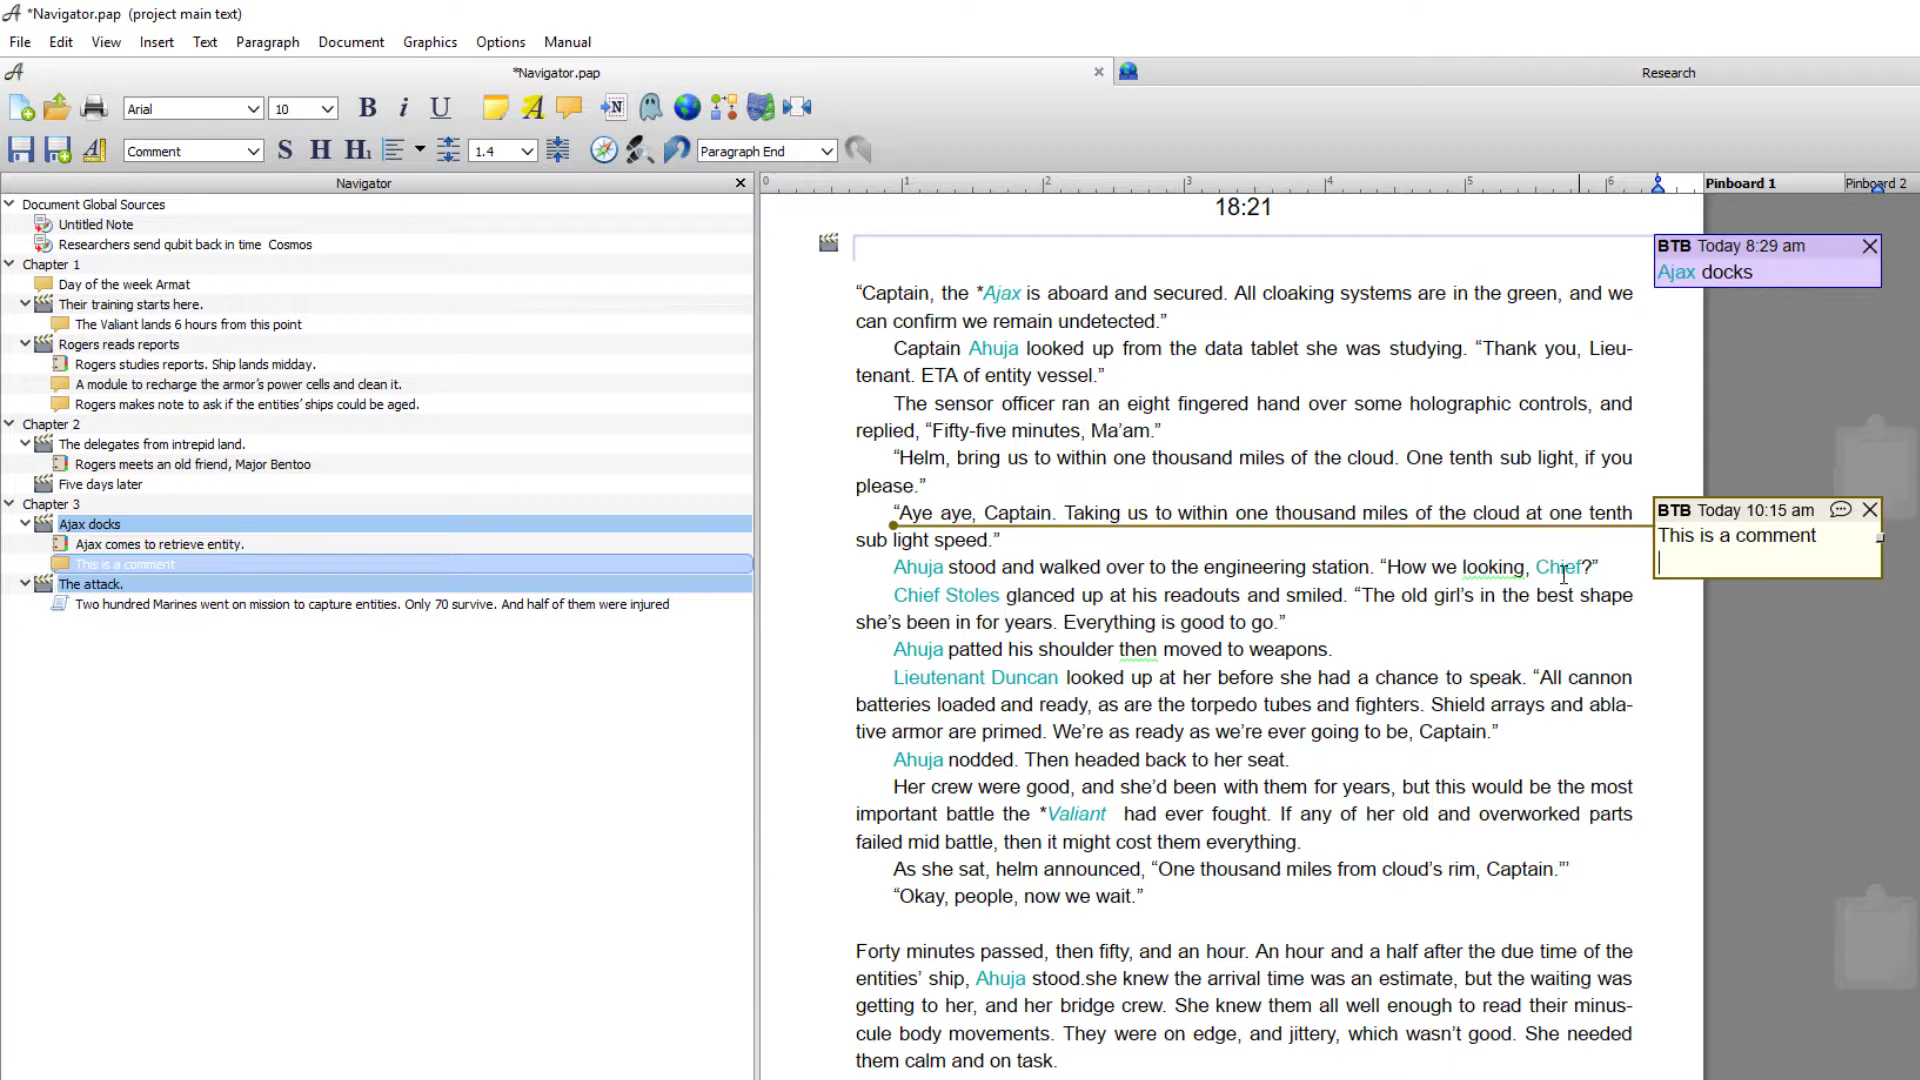 *Navigator.pap (project main text)
File Edit View Insert Text Paragraph Document Graphics Options Manual
*Navigator.pap
Research
Arial 10 B i U
Comment S H H1 1.4 Paragraph End
Navigator
0 1 2 3 4 5 6
Pinboard 1 Pinboard 2
Document Global Sources
Untitled Note
Researchers send qubit back in time Cosmos
Chapter 1
Day of the week Armat
Their training starts here.
The Valiant lands 6 hours from this point
Rogers reads reports
Rogers studies reports. Ship lands midday.
A module to recharge the armor’s power cells and clean it.
Rogers makes note to ask if the entities’ ships could be aged.
Chapter 2
The delegates from intrepid land.
Rogers meets an old friend, Major Bentoo
Five days later
Chapter 3
Ajax docks
Ajax comes to retrieve entity.
This is a comment
The attack.
Two hundred Marines went on mission to capture entities. Only 70 survive. And half of them were injured
18:21
“Captain, the *Ajax is aboard and secured. All cloaking systems are in the green, and we
can confirm we remain undetected.”
Captain Ahuja looked up from the data tablet she was studying. “Thank you, Lieu-
tenant. ETA of entity vessel.”
The sensor officer ran an eight fingered hand over some holographic controls, and
replied, “Fifty-five minutes, Ma’am.”
“Helm, bring us to within one thousand miles of the cloud. One tenth sub light, if you
please.”
“Aye aye, Captain. Taking us to within one thousand miles of the cloud at one tenth
sub light speed.”
Ahuja stood and walked over to the engineering station. “How we looking, Chief?”
Chief Stoles glanced up at his readouts and smiled. “The old girl’s in the best shape
she’s been in for years. Everything is good to go.”
Ahuja patted his shoulder then moved to weapons.
Lieutenant Duncan looked up at her before she had a chance to speak. “All cannon
batteries loaded and ready, as are the torpedo tubes and fighters. Shield arrays and abla-
tive armor are primed. We’re as ready as we’re ever going to be, Captain.”
Ahuja nodded. Then headed back to her seat.
Her crew were good, and she’d been with them for years, but this would be the most
important battle the *Valiant had ever fought. If any of her old and overworked parts
failed mid battle, then it might cost them everything.
As she sat, helm announced, “One thousand miles from cloud’s rim, Captain.”’
“Okay, people, now we wait.”
Forty minutes passed, then fifty, and an hour. An hour and a half after the due time of the
entities’ ship, Ahuja stood.she knew the arrival time was an estimate, but the waiting was
getting to her, and her bridge crew. She knew them all well enough to read their minus-
cule body movements. They were on edge, and jittery, which wasn’t good. She needed
them calm and on task.
BTB Today 8:29 am
Ajax docks
BTB Today 10:15 am
This is a comment